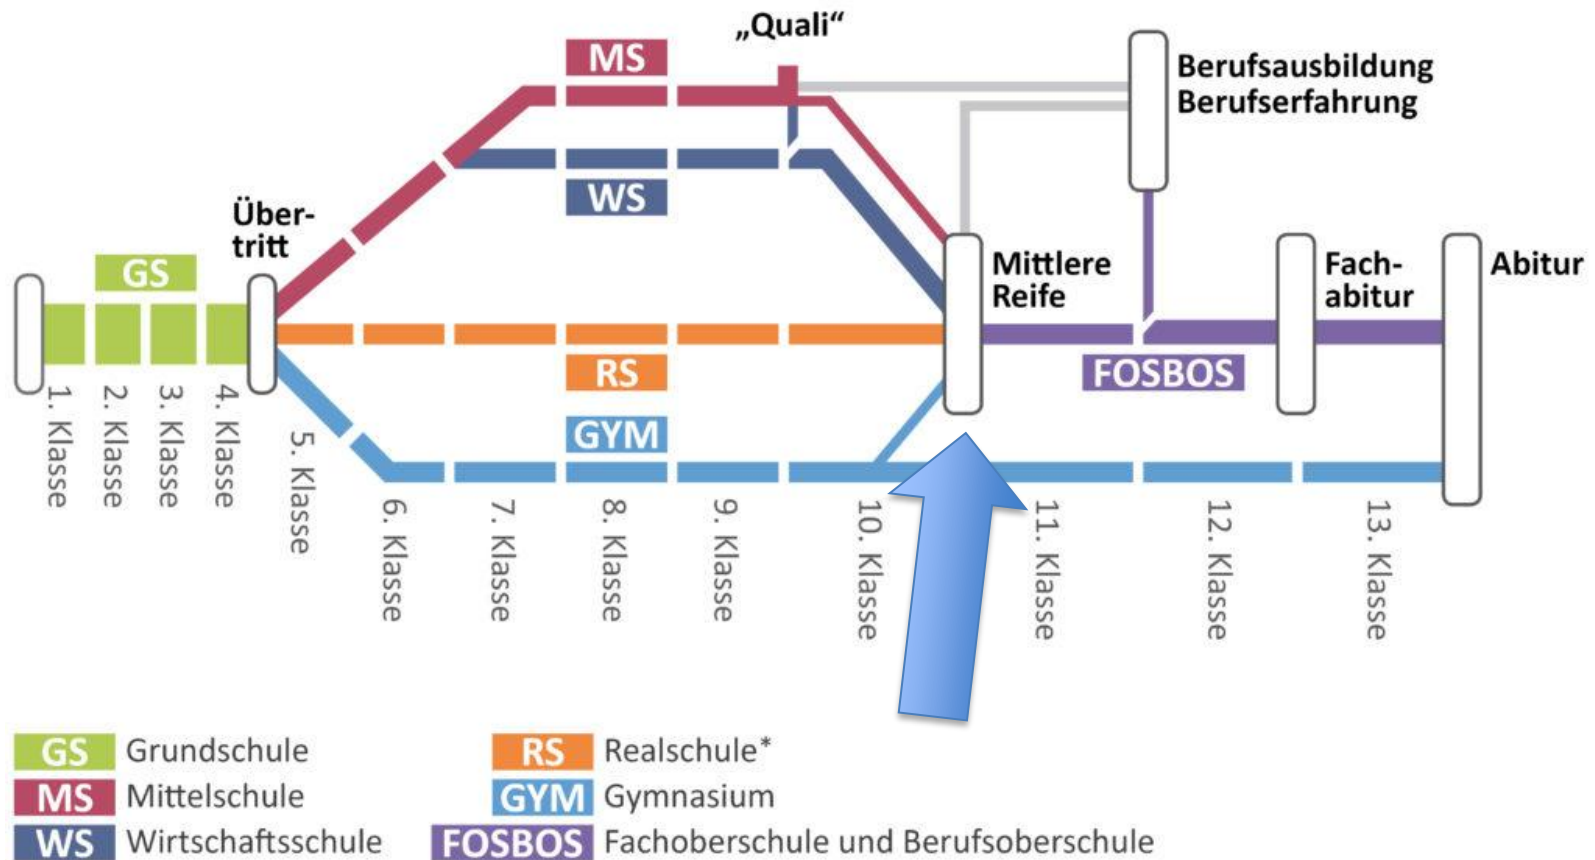 „Quali“
MS
Berufsausbildung
Berufserfahrung
WS
Über-
tritt
GS
Mittlere
Reife
Fach-
abitur
Abitur
RS
FOSBOS
GYM
1. Klasse
2. Klasse
3. Klasse
4. Klasse
5. Klasse
6. Klasse
7. Klasse
8. Klasse
9. Klasse
10. Klasse
11. Klasse
12. Klasse
13. Klasse
GS Grundschule
MS Mittelschule
WS Wirtschaftsschule
RS Realschule*
GYM Gymnasium
FOSBOS Fachoberschule und Berufsoberschule